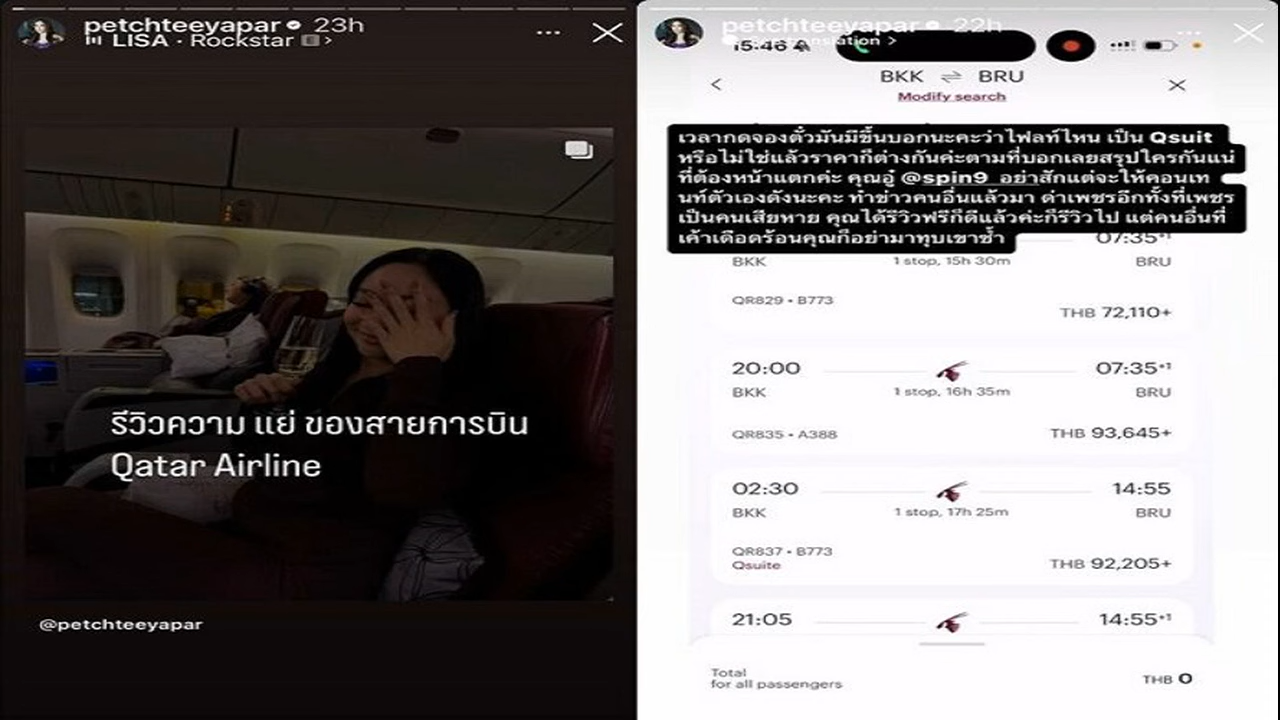 petchteeyapar 23h
LISA · Rockstar E >
รีวิวความ แย่ ของสายการบิน
Qatar Airline
@petchteeyapar
petchteeyapar 22h
15:46
BKK ⇌ BRU
Modify search
เวลากดจองตั๋วมันมีขึ้นบอกนะคะว่าไฟลท์ไหน เป็น Qsuit
หรือไม่ใช่แล้วราคาก็ต่างกันค่ะตามที่บอกเลยสรุปใครกันแน่
ที่ต้องหน้าแตกค่ะ คุณอู๋ @spin9 อย่าสักแต่จะให้คอนเท
นท์ตัวเองดังนะคะ ทำข่าวคนอื่นแล้วมา ด่าเพชรอีกทั้งที่เพชร
เป็นคนเสียหาย คุณได้รีวิวฟรีก็ดีแล้วค่ะก็รีวิวไป แต่คนอื่นที่
เค้าเดือดร้อนคุณก็อย่ามาทุบเขาซ้ำ
07:35+1
BKK 1 stop, 15h 30m BRU
QR829 • B773
THB 72,110+
20:00 07:35+1
BKK 1 stop, 16h 35m BRU
QR835 • A388 THB 93,645+
02:30 14:55
BKK 1 stop, 17h 25m BRU
QR837 • B773
Qsuite THB 92,205+
21:05 14:55+1
Total
for all passengers THB 0